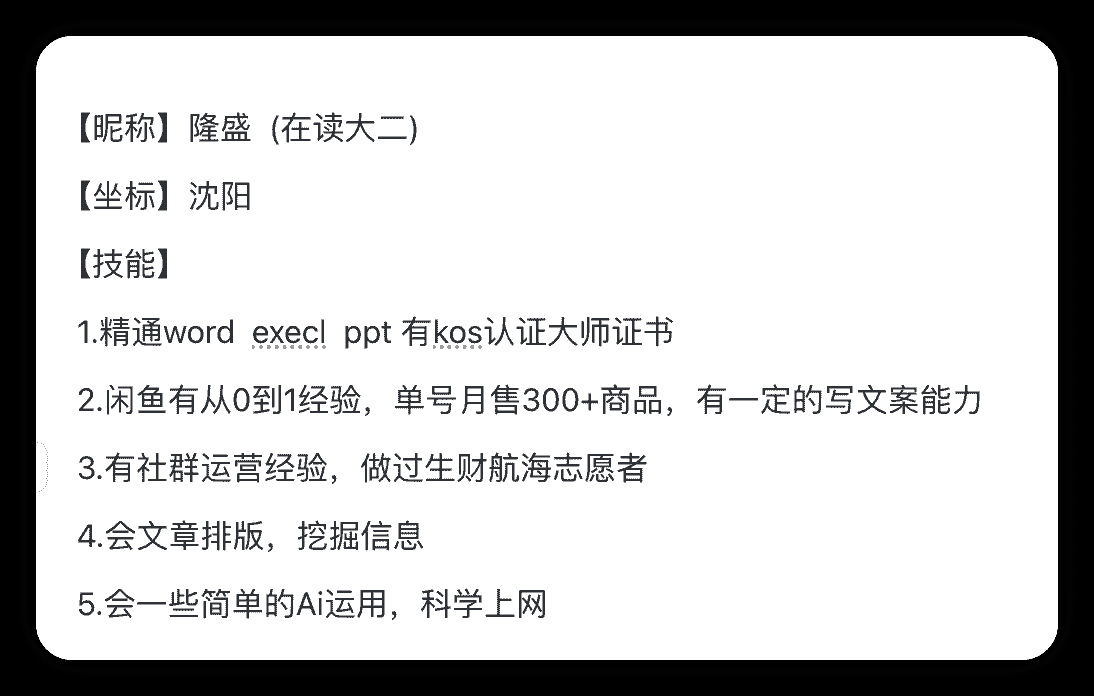 【昵称】隆盛 (在读大二)
【坐标】沈阳
【技能】
1.精通word execl ppt 有kos认证大师证书
2.闲鱼有从0到1经验，单号月售300+商品，有一定的写文案能力
3.有社群运营经验，做过生财航海志愿者
4.会文章排版，挖掘信息
5.会一些简单的Ai运用，科学上网